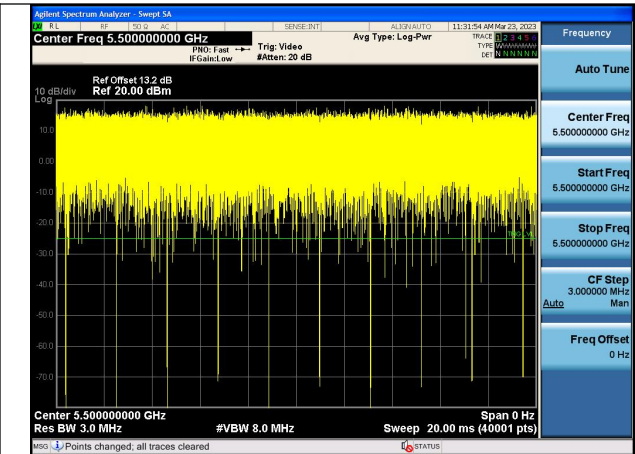 Agilent Spectrum Analyzer - Swept SA
RL RF 50 Ω AC SENSE:INT ALIGN AUTO 11:31:54 AM Mar 23, 2023
Center Freq 5.500000000 GHz
PNO: Fast
IFGain:Low
Trig: Video
#Atten: 20 dB
Avg Type: Log-Pwr
TRACE 1 2 3 4 5 6
TYPE
DET N N N N N N
Ref Offset 13.2 dB
10 dB/div Ref 20.00 dBm
Log
10.0
0.00
-10.0
-20.0
-30.0
-40.0
-50.0
-60.0
-70.0
Center 5.500000000 GHz
Span 0 Hz
Res BW 3.0 MHz #VBW 8.0 MHz Sweep 20.00 ms (40001 pts)
MSG Points changed; all traces cleared STATUS
Frequency
Auto Tune
Center Freq
5.500000000 GHz
Start Freq
5.500000000 GHz
Stop Freq
5.500000000 GHz
CF Step
3.000000 MHz
Auto Man
Freq Offset
0 Hz